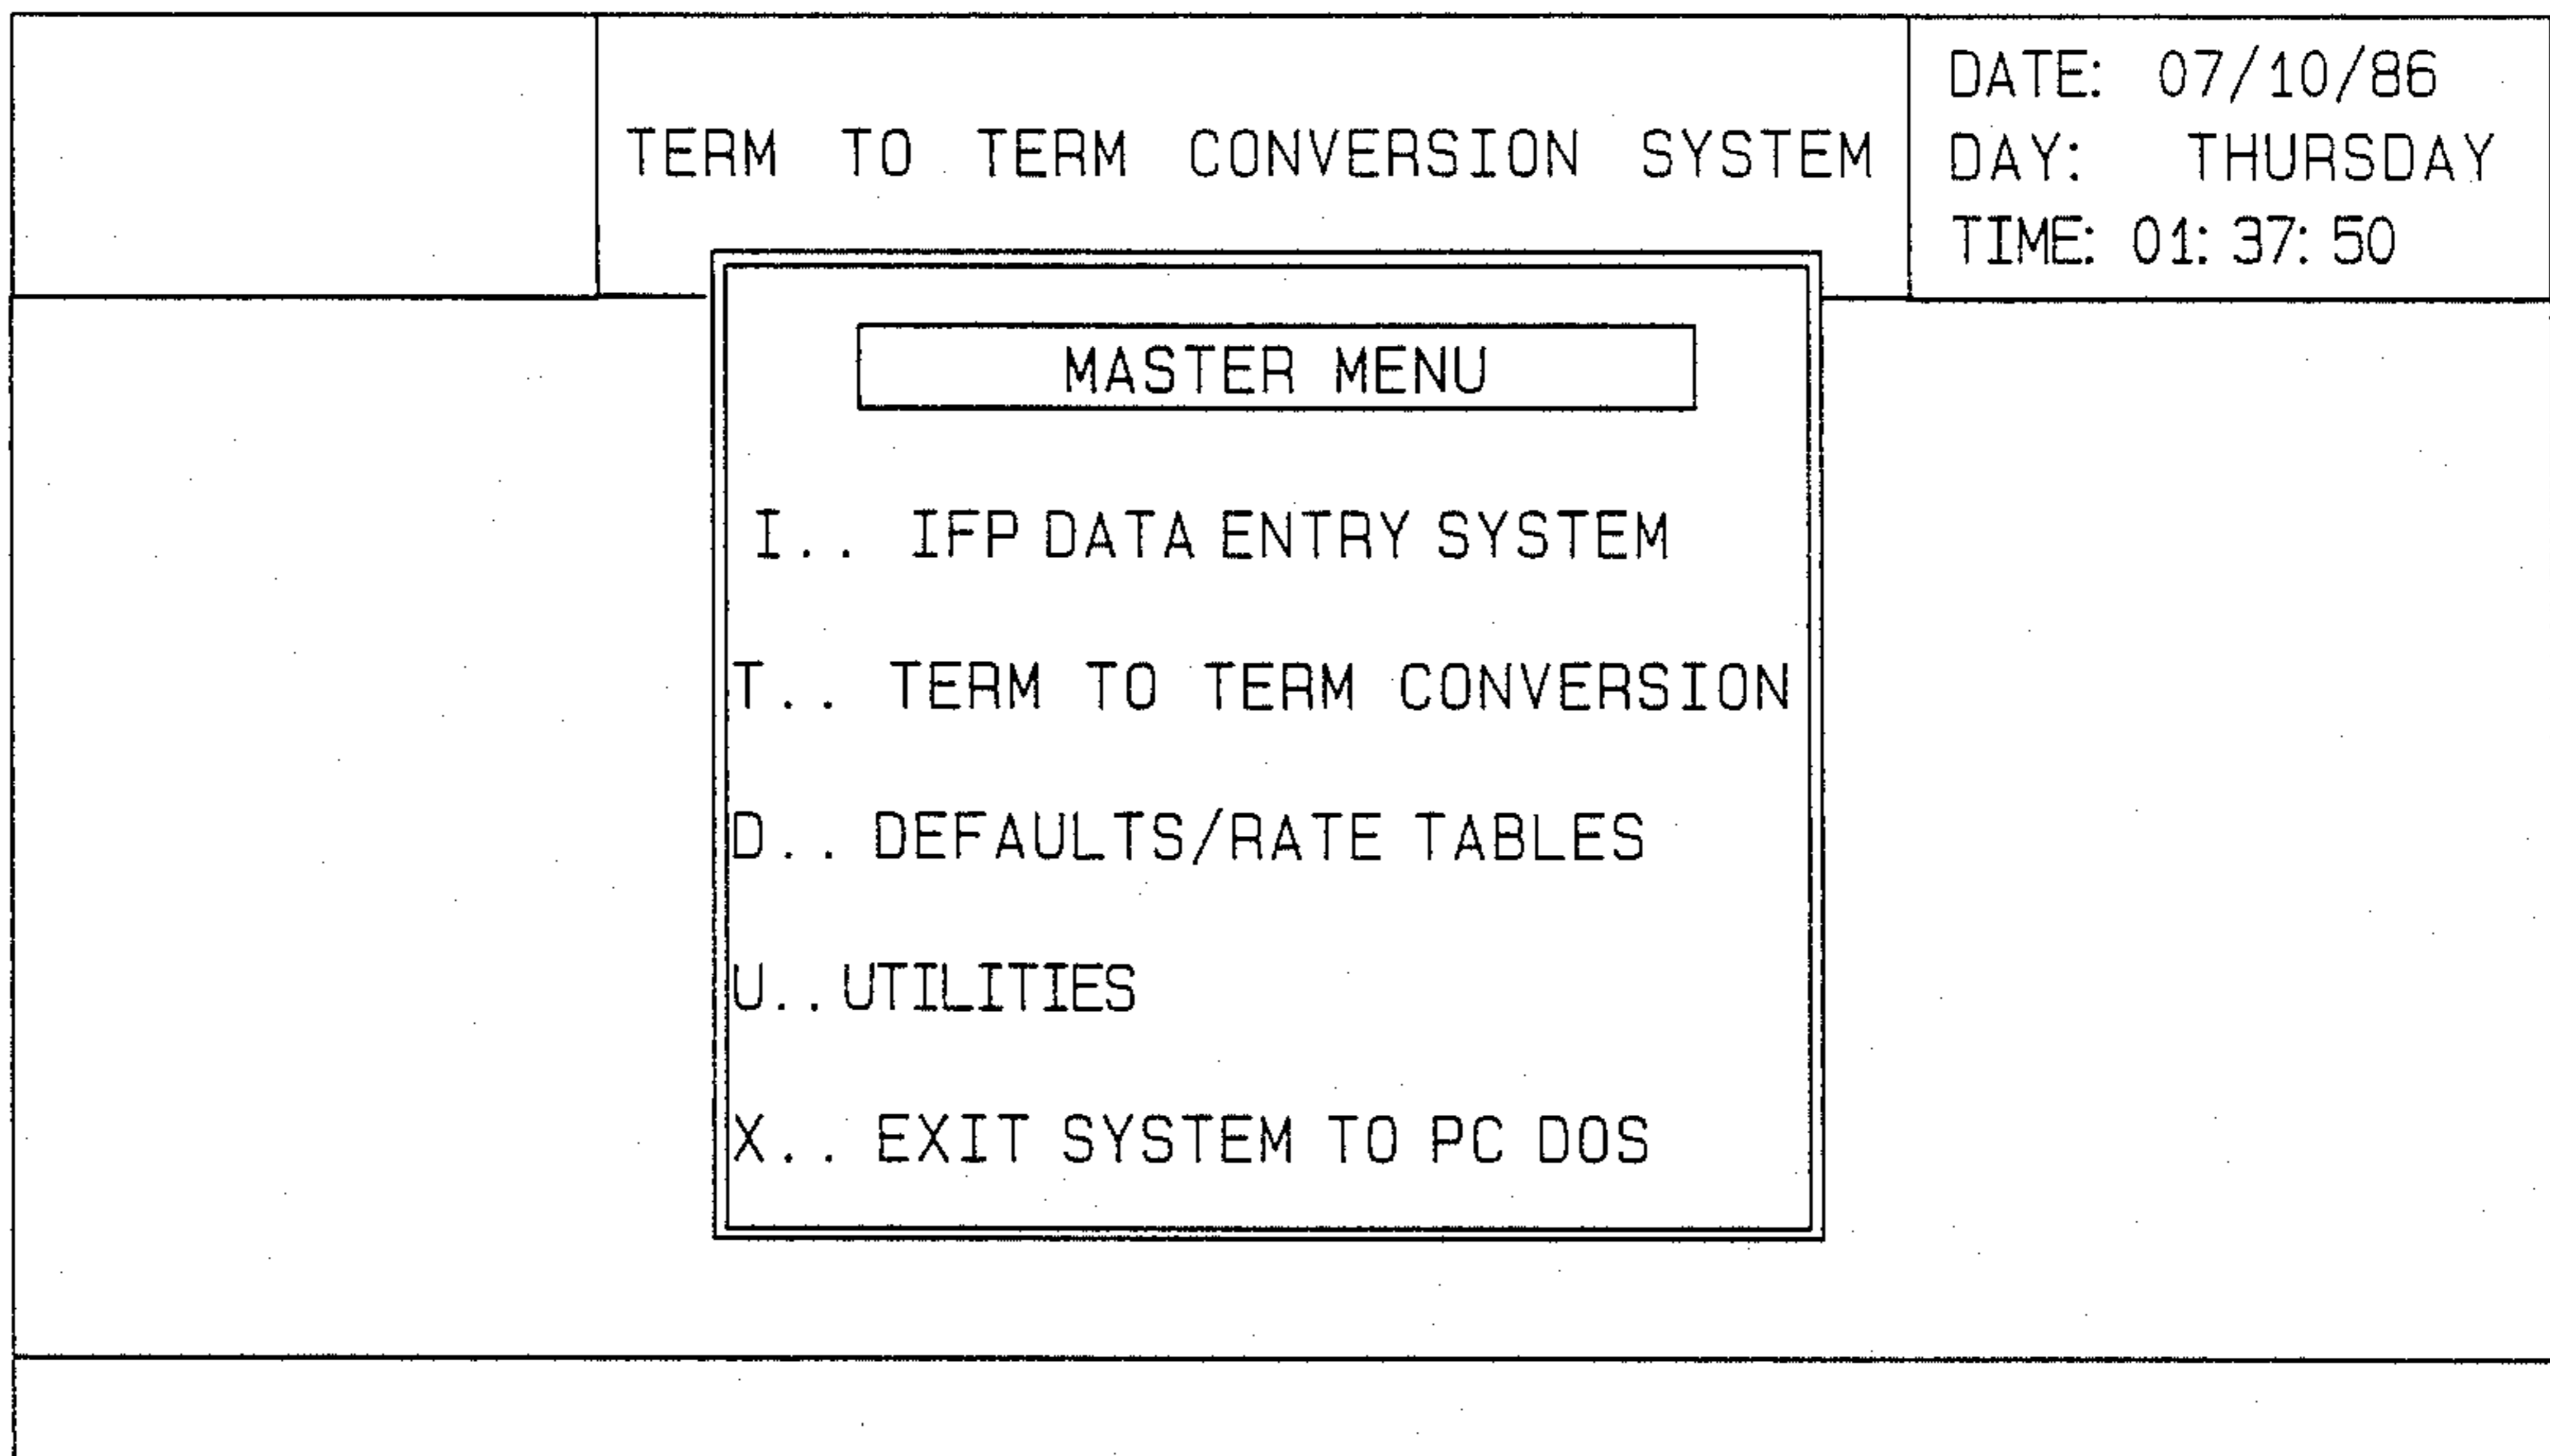 TERM TO TERM CONVERSION SYSTEM
DATE: 07/10/86
DAY: THURSDAY
TIME: 01:37:50
MASTER MENU
I.. IFP DATA ENTRY SYSTEM
T.. TERM TO TERM CONVERSION
D.. DEFAULTS/RATE TABLES
U.. UTILITIES
X.. EXIT SYSTEM TO PC DOS